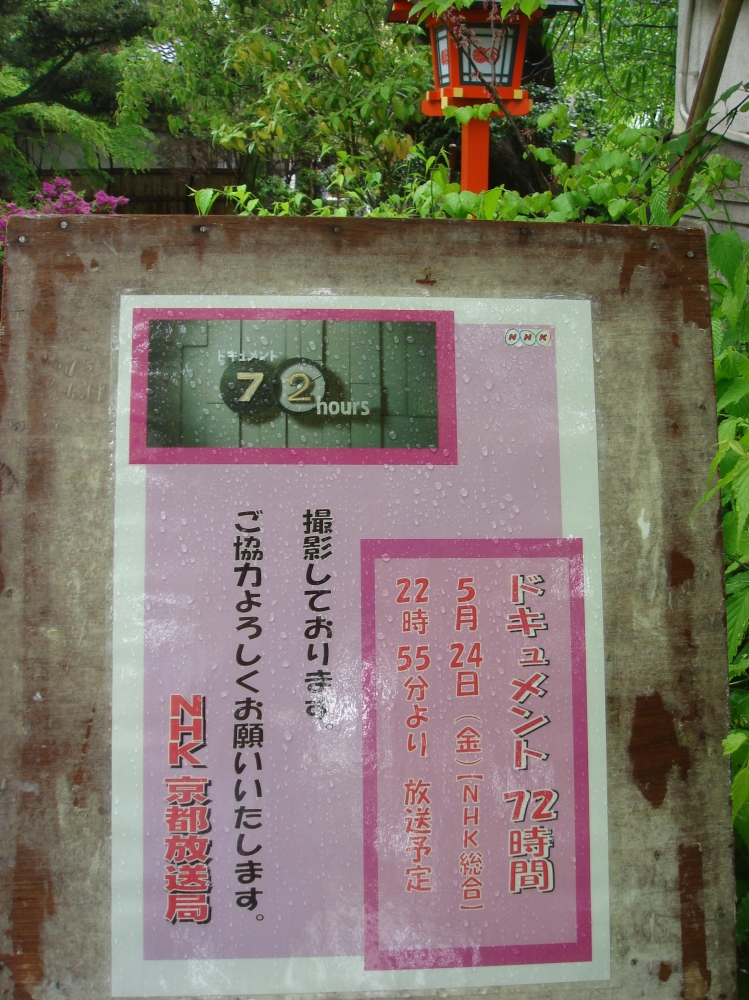 ドキュメント
72
hours
NHK
ドキュメント 72時間
5月 24日 (金)【NHK総合】
22時 55分より 放送予定
撮影しております。
ご協力よろしくお願いいたします。
NHK 京都放送局